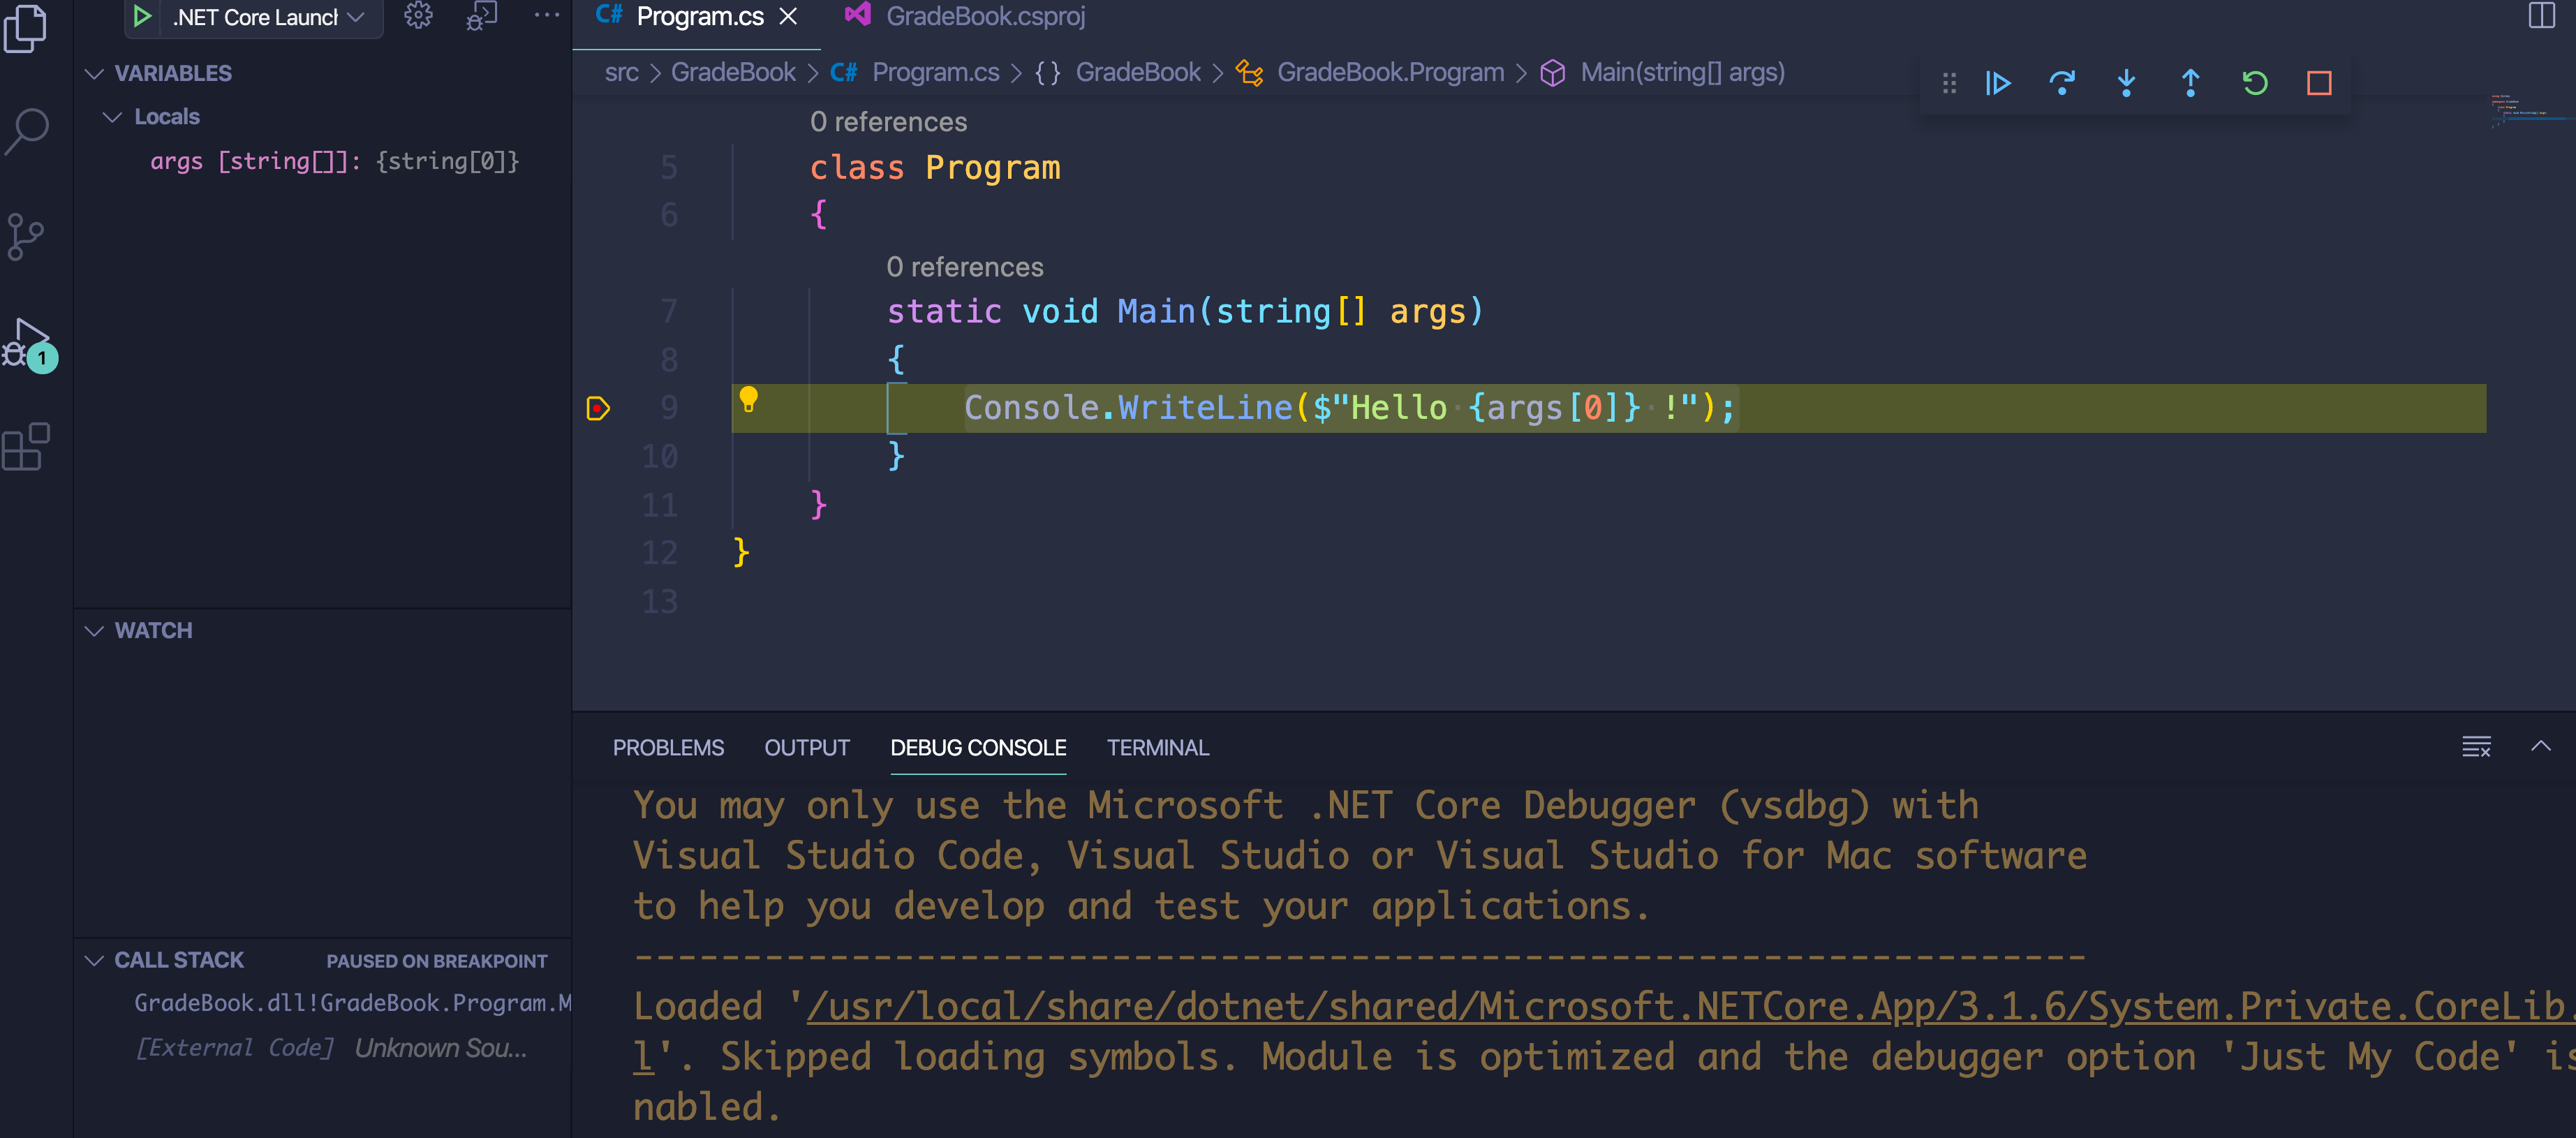 .NET Core Launch
VARIABLES
Locals
args [string[]]: {string[0]}
1
WATCH
CALL STACK PAUSED ON BREAKPOINT
GradeBook.dll!GradeBook.Program.M
[External Code] Unknown Sou...
C# Program.cs
GradeBook.csproj
src > GradeBook > C# Program.cs > {} GradeBook > GradeBook.Program > Main(string[] args)
0 references
5 class Program
6 {
0 references
7 static void Main(string[] args)
8 {
9 Console.WriteLine($"Hello {args[0]} !");
10 }
11 }
12 }
13
PROBLEMS OUTPUT DEBUG CONSOLE TERMINAL
You may only use the Microsoft .NET Core Debugger (vsdbg) with
Visual Studio Code, Visual Studio or Visual Studio for Mac software
to help you develop and test your applications.
-------------------------------------------------------------------
Loaded '/usr/local/share/dotnet/shared/Microsoft.NETCore.App/3.1.6/System.Private.CoreLib.
l'. Skipped loading symbols. Module is optimized and the debugger option 'Just My Code' is
nabled.